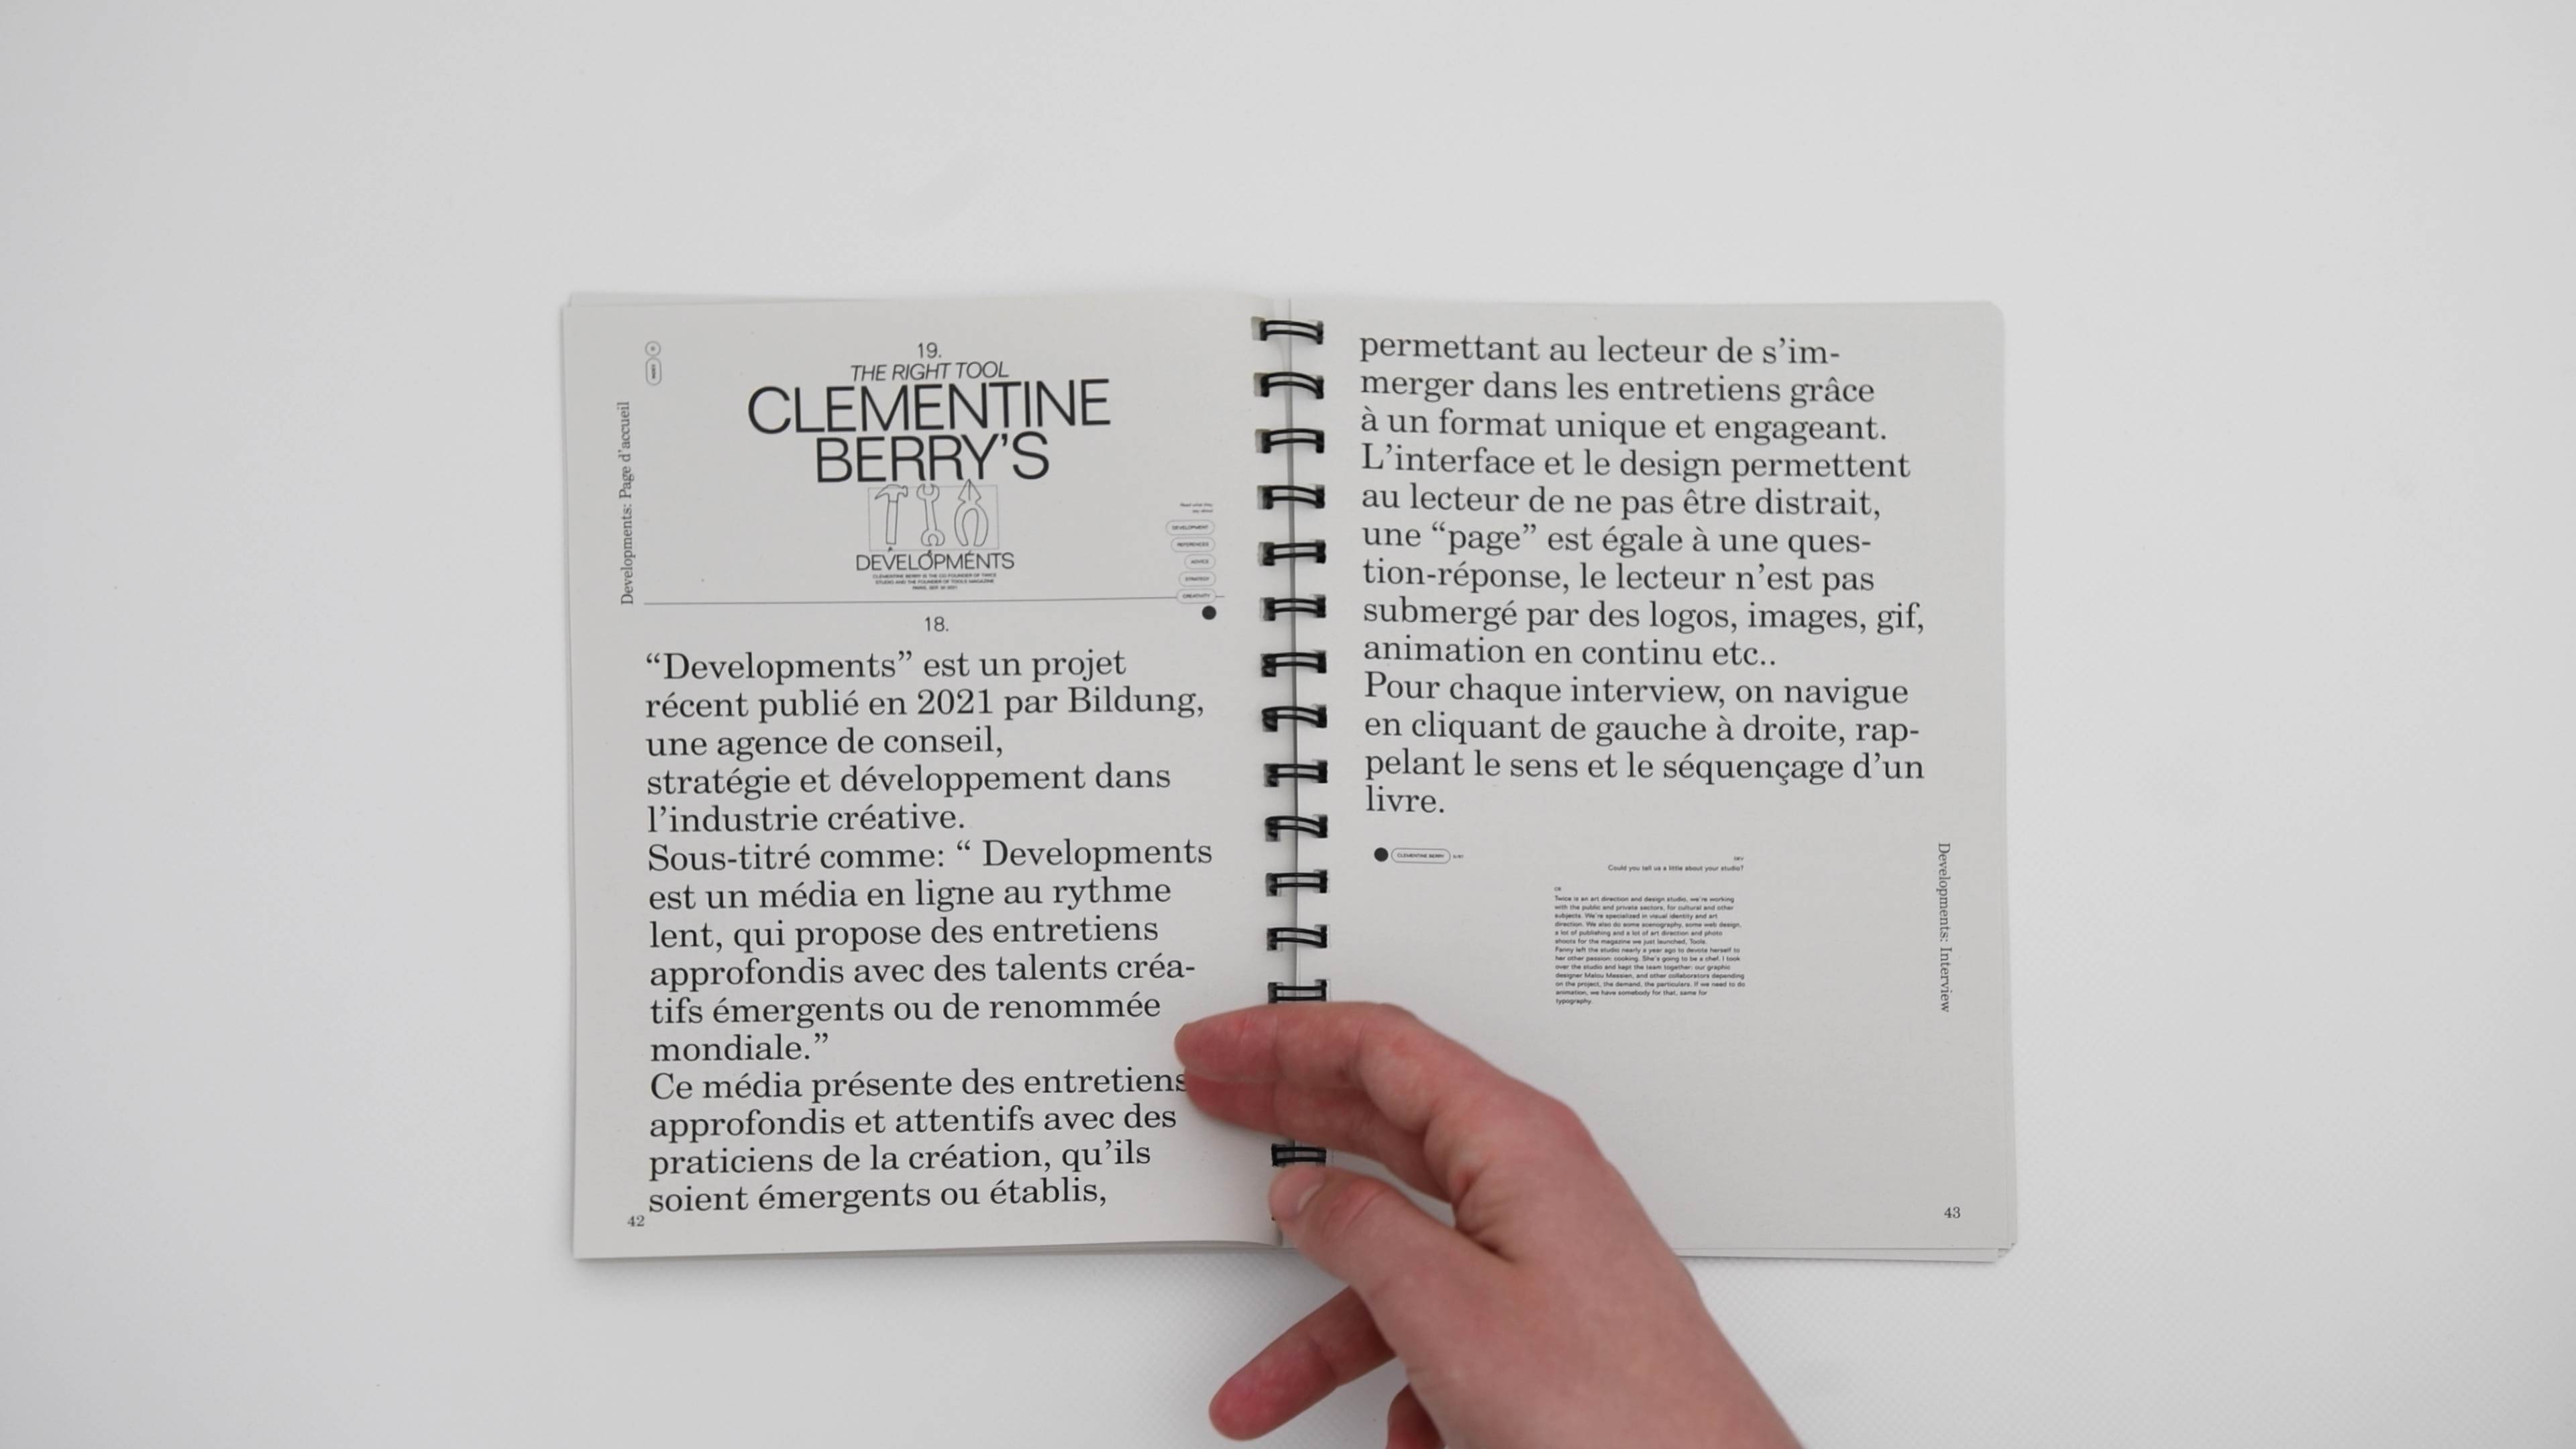 Developments: Page d'accueil
19.
THE RIGHT TOOL
CLEMENTINE
BERRY'S
DEVELOPMENTS
CLEMENTINE BERRY IS THE CO-FOUNDER OF TWICE
STUDIO AND THE FOUNDER OF TOOLS MAGAZINE
Read what they
say about
DEVELOPMENT
REFERENCES
ADVICE
STRATEGY
CREATIVITY
18.
“Developments” est un projet
récent publié en 2021 par Bildung,
une agence de conseil,
stratégie et développement dans
l’industrie créative.
Sous-titré comme: “ Developments
est un média en ligne au rythme
lent, qui propose des entretiens
approfondis avec des talents créa-
tifs émergents ou de renommée
mondiale.”
Ce média présente des entretiens
approfondis et attentifs avec des
praticiens de la création, qu’ils
soient émergents ou établis,
42
permettant au lecteur de s’im-
merger dans les entretiens grâce
à un format unique et engageant.
L’interface et le design permettent
au lecteur de ne pas être distrait,
une “page” est égale à une ques-
tion-réponse, le lecteur n’est pas
submergé par des logos, images, gif,
animation en continu etc..
Pour chaque interview, on navigue
en cliquant de gauche à droite, rap-
pelant le sens et le séquençage d’un
livre.
CLEMENTINE BERRY
DEV
Could you tell us a little about your studio?
Twice is an art direction and design studio, we're working
with the public and private sectors, for cultural and other
subjects. We're specialized in visual identity and art
direction. We also do some scenography, some web design,
a lot of publishing and a lot of art direction and photo
shoots for the magazine we just launched, Tools.
Fanny left the studio nearly a year ago to devote herself to
her other passion: cooking. She's going to be a chef. I took
over the studio and kept the team together: our graphic
designer Malou Messien, and other collaborators depending
on the project, the demand, the particulars. If we need to do
animation, we have somebody for that, same for
typography.
Developments: Interview
43